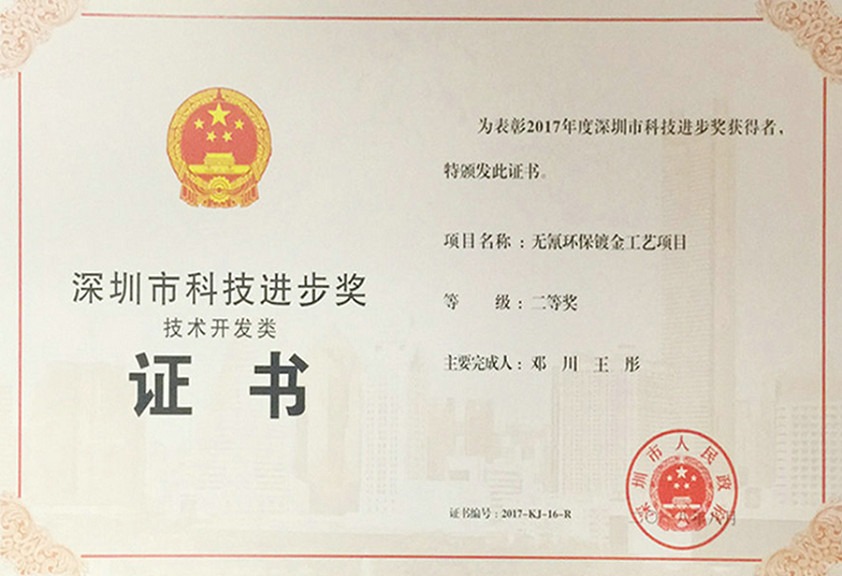 深圳市科技进步奖
技术开发类
证 书
为表彰2017年度深圳市科技进步奖获得者，
特颁发此证书。
项目名称：无氰环保镀金工艺项目
等 级：二等奖
主要完成人：邓 川 王 彤
证书编号：2017-KJ-16-R
深圳市人民政府